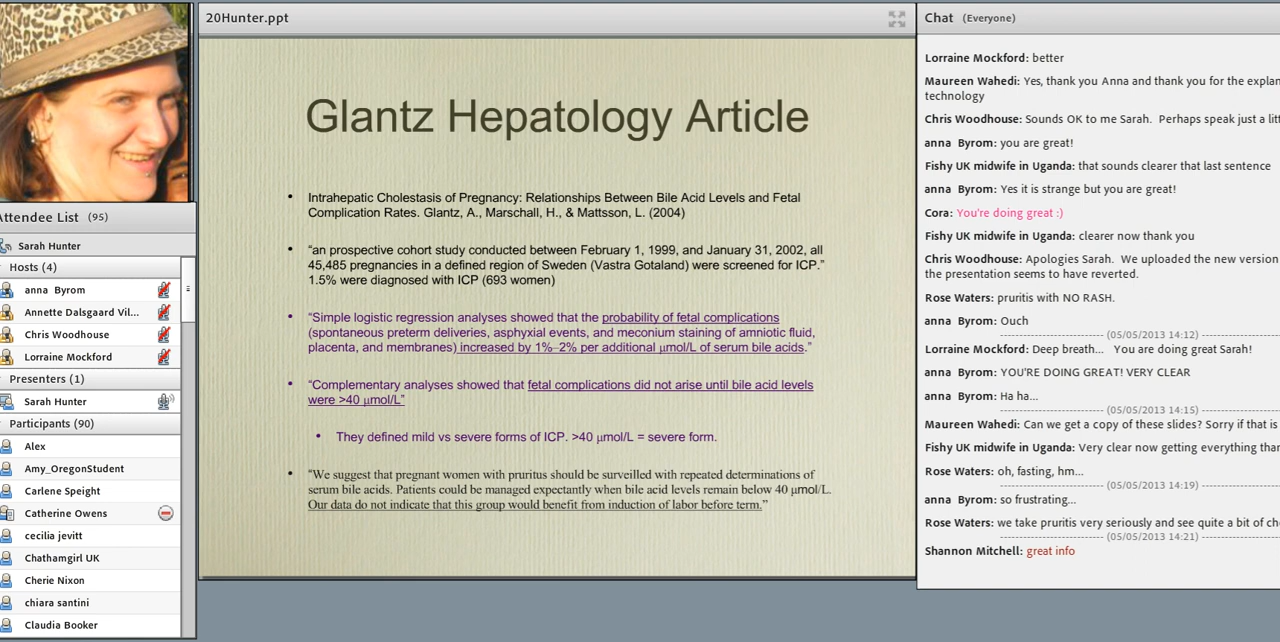 20Hunter.ppt
Glantz Hepatology Article
• Intrahepatic Cholestasis of Pregnancy: Relationships Between Bile Acid Levels and Fetal
Complication Rates. Glantz, A., Marschall, H., & Mattsson, L. (2004)
• “an prospective cohort study conducted between February 1, 1999, and January 31, 2002, all
45,485 pregnancies in a defined region of Sweden (Vastra Gotaland) were screened for ICP.”
1.5% were diagnosed with ICP (693 women)
• “Simple logistic regression analyses showed that the probability of fetal complications
(spontaneous preterm deliveries, asphyxial events, and meconium staining of amniotic fluid,
placenta, and membranes) increased by 1%–2% per additional μmol/L of serum bile acids.”
• “Complementary analyses showed that fetal complications did not arise until bile acid levels
were >40 μmol/L”
• They defined mild vs severe forms of ICP. >40 μmol/L = severe form.
• “We suggest that pregnant women with pruritus should be surveilled with repeated determinations of
serum bile acids. Patients could be managed expectantly when bile acid levels remain below 40 μmol/L.
Our data do not indicate that this group would benefit from induction of labor before term.”
Attendee List (95)
Sarah Hunter
Hosts (4)
anna Byrom
Annette Dalsgaard Vil...
Chris Woodhouse
Lorraine Mockford
Presenters (1)
Sarah Hunter
Participants (90)
Alex
Amy_OregonStudent
Carlene Speight
Catherine Owens
cecilia jevitt
Chathamgirl UK
Cherie Nixon
chiara santini
Claudia Booker
Chat (Everyone)
Lorraine Mockford: better
Maureen Wahedi: Yes, thank you Anna and thank you for the
technology
Chris Woodhouse: Sounds OK to me Sarah. Perhaps speak just a
anna Byrom: you are great!
Fishy UK midwife in Uganda: that sounds clearer that last sentence
anna Byrom: Yes it is strange but you are great!
Cora: You're doing great :)
Fishy UK midwife in Uganda: clearer now thank you
Chris Woodhouse: Apologies Sarah. We uploaded the new version
the presentation seems to have reverted.
Rose Waters: pruritis with NO RASH.
anna Byrom: Ouch
(05/05/2013 14:12)
Lorraine Mockford: Deep breath... You are doing great Sarah!
anna Byrom: YOU'RE DOING GREAT! VERY CLEAR
anna Byrom: Ha ha...
(05/05/2013 14:15)
Maureen Wahedi: Can we get a copy of these slides? Sorry if that is
Fishy UK midwife in Uganda: Very clear now getting everything
Rose Waters: oh, fasting, hm...
(05/05/2013 14:19)
anna Byrom: so frustrating...
Rose Waters: we take pruritis very seriously and see quite a bit of
(05/05/2013 14:21)
Shannon Mitchell: great info